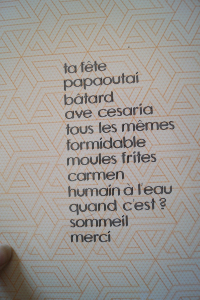 ta fête
papaoutai
bâtard
ave cesaria
tous les mêmes
formidable
moules frites
carmen
humain à l'eau
quand c'est ?
sommeil
merci